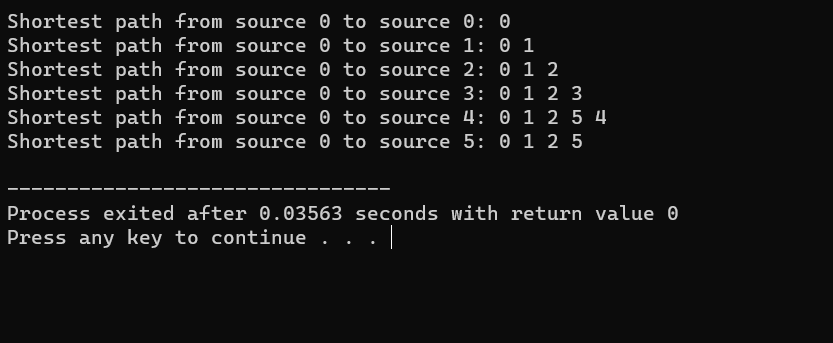 Shortest path from source 0 to source 0: 0
Shortest path from source 0 to source 1: 0 1
Shortest path from source 0 to source 2: 0 1 2
Shortest path from source 0 to source 3: 0 1 2 3
Shortest path from source 0 to source 4: 0 1 2 5 4
Shortest path from source 0 to source 5: 0 1 2 5
--------------------------------
Process exited after 0.03563 seconds with return value 0
Press any key to continue . . .